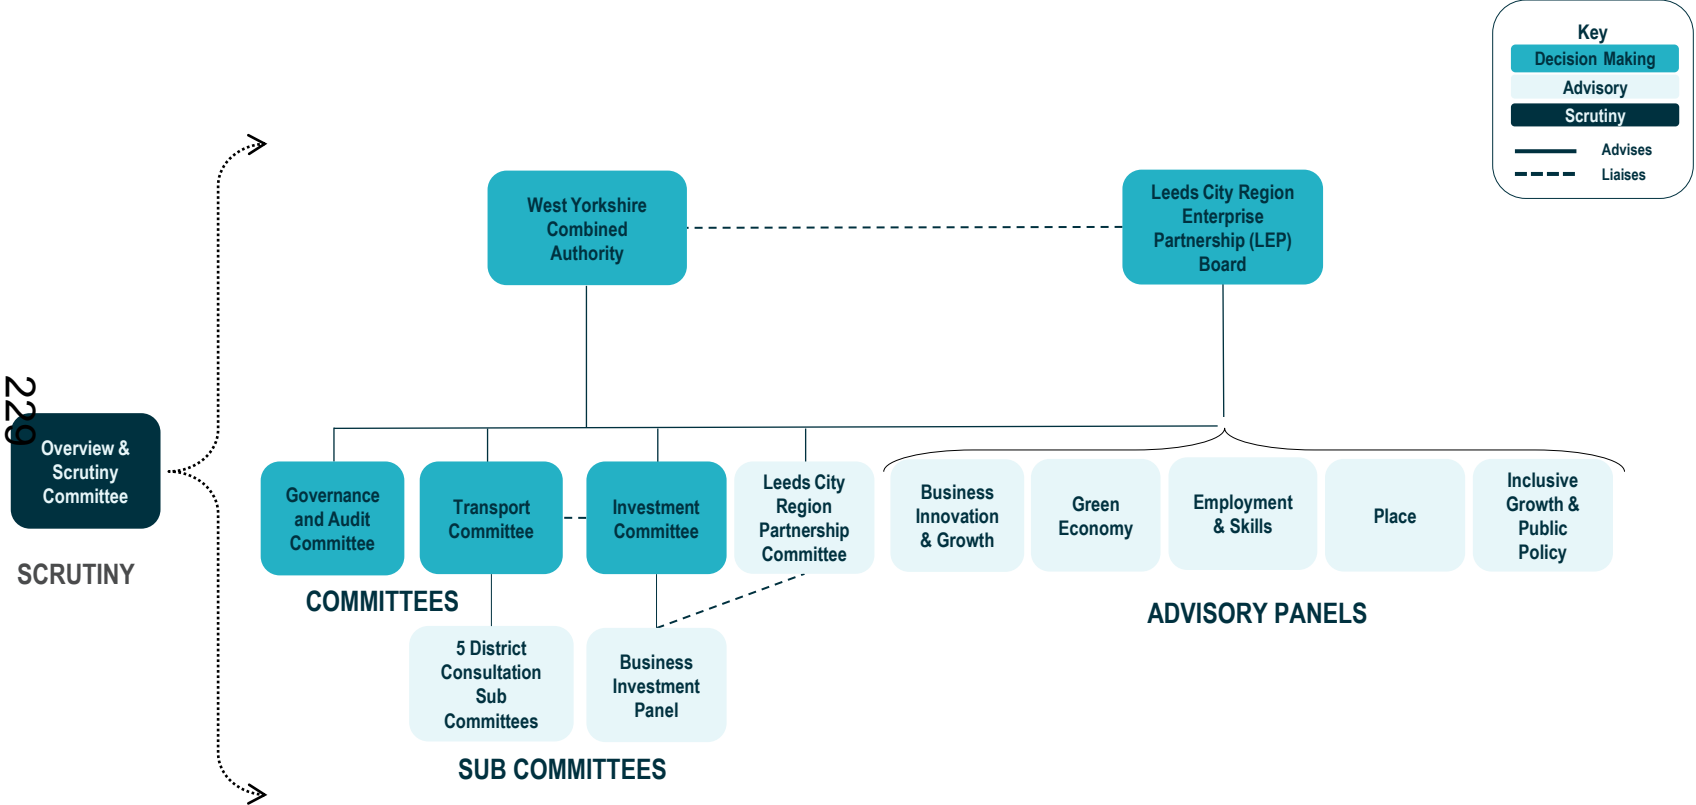 Key
Decision Making
Advisory
Scrutiny
Advises
Liaises
West Yorkshire
Combined
Authority
Leeds City Region
Enterprise
Partnership (LEP)
Board
229
Overview &
Scrutiny
Committee
SCRUTINY
Governance
and Audit
Committee
Transport
Committee
Investment
Committee
Leeds City
Region
Partnership
Committee
Business
Innovation
& Growth
Green
Economy
Employment
& Skills
Place
Inclusive
Growth &
Public
Policy
COMMITTEES
ADVISORY PANELS
5 District
Consultation
Sub
Committees
Business
Investment
Panel
SUB COMMITTEES